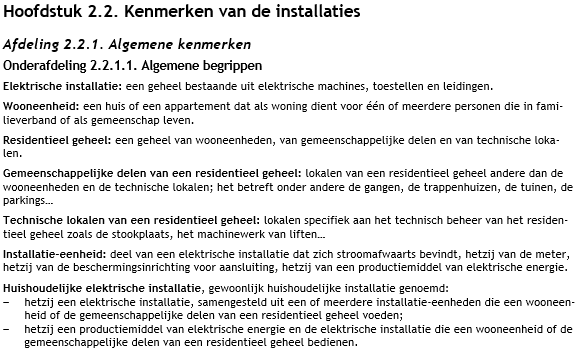 Hoofdstuk 2.2. Kenmerken van de installaties
Afdeling 2.2.1. Algemene kenmerken
Onderafdeling 2.2.1.1. Algemene begrippen
Elektrische installatie: een geheel bestaande uit elektrische machines, toestellen en leidingen.
Wooneenheid: een huis of een appartement dat als woning dient voor één of meerdere personen die in fami-
lieverband of als gemeenschap leven.
Residentieel geheel: een geheel van wooneenheden, van gemeenschappelijke delen en van technische loka-
len.
Gemeenschappelijke delen van een residentieel geheel: lokalen van een residentieel geheel andere dan de
wooneenheden en de technische lokalen; het betreft onder andere de gangen, de trappenhuizen, de tuinen, de
parkings…
Technische lokalen van een residentieel geheel: lokalen specifiek aan het technisch beheer van het residen-
tieel geheel zoals de stookplaats, het machinewerk van liften…
Installatie-eenheid: deel van een elektrische installatie dat zich stroomafwaarts bevindt, hetzij van de meter,
hetzij van de beschermingsinrichting voor aansluiting, hetzij van een productiemiddel van elektrische energie.
Huishoudelijke elektrische installatie, gewoonlijk huishoudelijke installatie genoemd:
– hetzij een elektrische installatie, samengesteld uit een of meerdere installatie-eenheden die een wooneen-
heid of de gemeenschappelijke delen van een residentieel geheel voeden;
– hetzij een productiemiddel van elektrische energie en de elektrische installatie die een wooneenheid of de
gemeenschappelijke delen van een residentieel geheel bedienen.